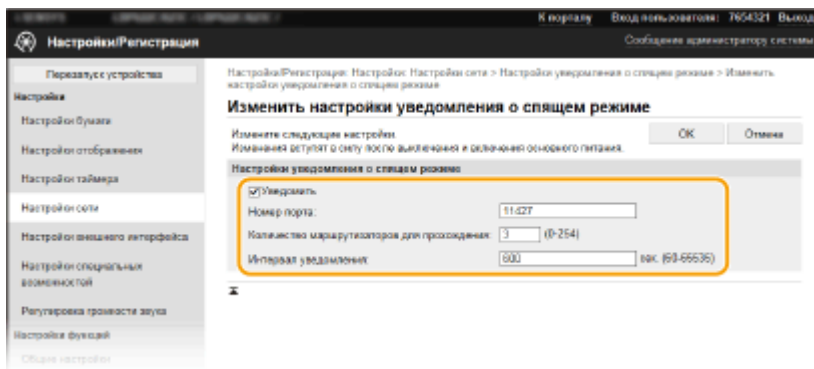 К порталу Вход пользователя: 7654321 Выход
Настройки/Регистрация
Сообщение администратору системы
Перезапуск устройства
Настройки
Настройки бумаги
Настройки отображения
Настройки таймера
Настройки сети
Настройки внешнего интерфейса
Настройки специальных
возможностей
Регулировка громкости звука
Настройки функций
Общие настройки
Настройки/Регистрация: Настройки: Настройки сети > Настройки уведомления о спящем режиме > Изменить
настройки уведомления о спящем режиме
Изменить настройки уведомления о спящем режиме
Измените следующие настройки.
Изменения вступят в силу после выключения и включения основного питания.
OK Отмена
Настройки уведомления о спящем режиме
Уведомить
Номер порта: 11427
Количество маршрутизаторов для прохождения: 3 (0-254)
Интервал уведомления: 600 сек. (60-65535)